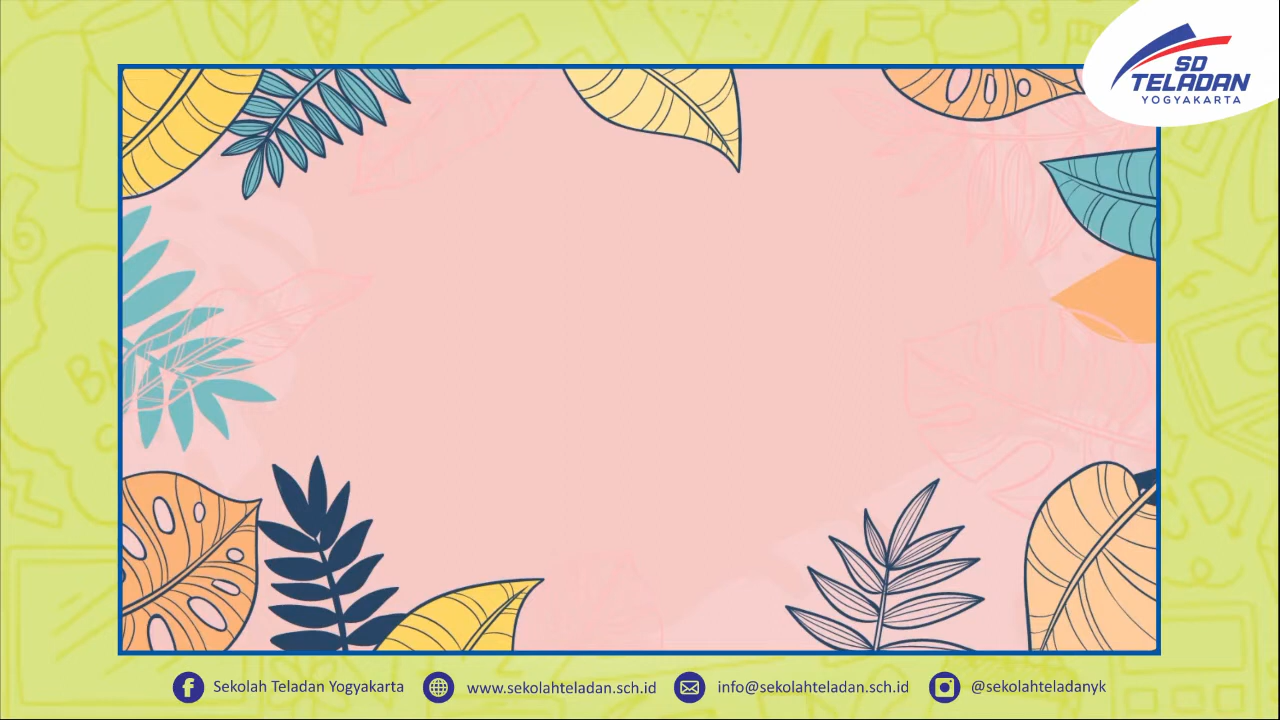 SD
TELADAN
YOGYAKARTA
Sekolah Teladan Yogyakarta
www.sekolahteladan.sch.id
info@sekolahteladan.sch.id
@sekolahteladanyk